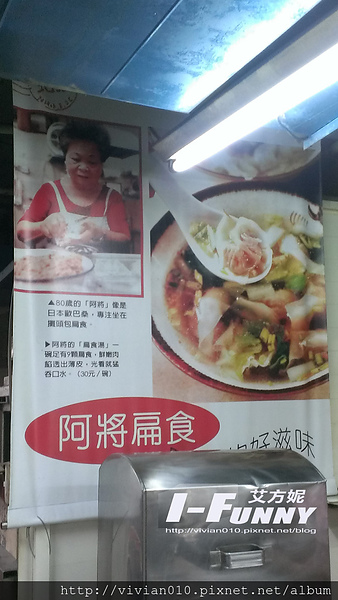 ▲80歲的「阿將」像是
日本歐巴桑，專注坐在
攤頭包扁食。
▶阿將的「扁食湯」一
碗足有9顆扁食，鮮嫩肉
餡透出薄皮，光看就猛
吞口水。（30元／碗）
阿將扁食
好滋味
艾方妮
I-FUNNY
http://vivian010.pixnet.net/blog
http://vivian010.pixnet.net/album